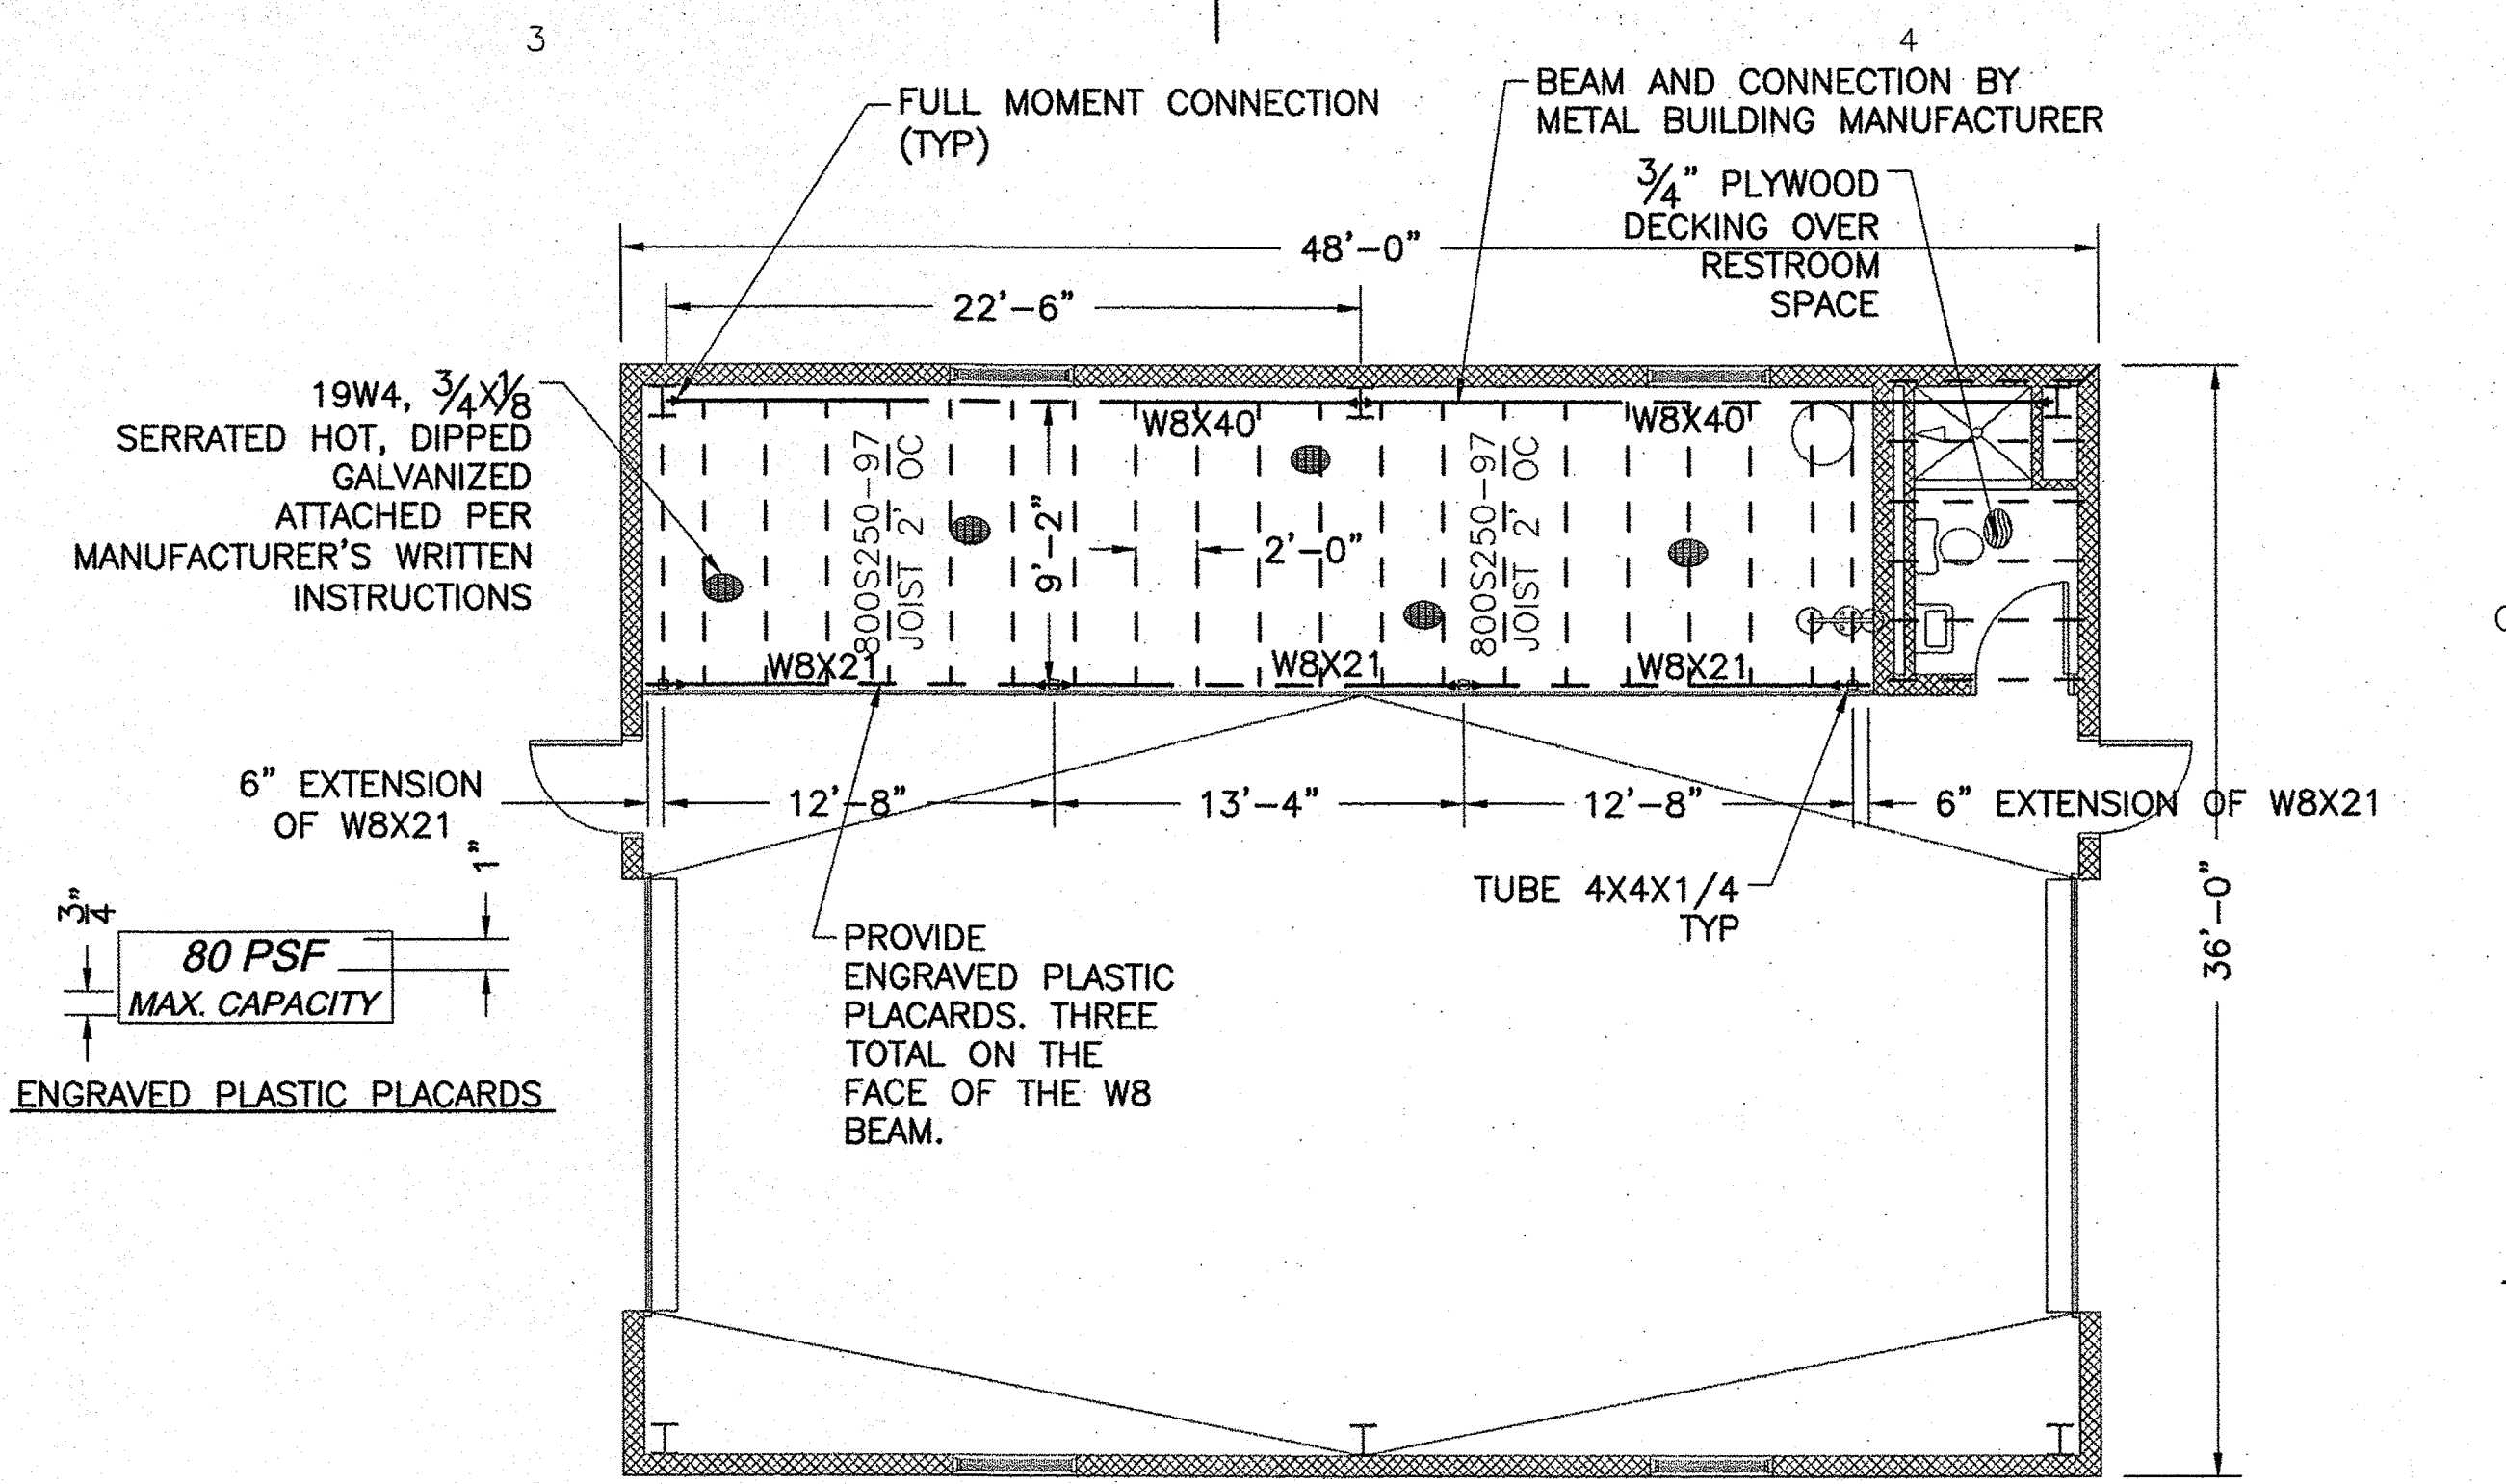 3
4
FULL MOMENT CONNECTION
(TYP)
BEAM AND CONNECTION BY
METAL BUILDING MANUFACTURER
3/4" PLYWOOD
DECKING OVER
RESTROOM
SPACE
48'-0"
22'-6"
19W4, 3/4X1/8
SERRATED HOT, DIPPED
GALVANIZED
ATTACHED PER
MANUFACTURER'S WRITTEN
INSTRUCTIONS
W8X40
W8X40
800S250-97
JOIST 2' OC
9'-2"
2'-0"
800S250-97
JOIST 2' OC
W8X21
W8X21
W8X21
6" EXTENSION
OF W8X21
12'-8"
13'-4"
12'-8"
6" EXTENSION OF W8X21
1"
3/4"
80 PSF
MAX. CAPACITY
ENGRAVED PLASTIC PLACARDS
PROVIDE
ENGRAVED PLASTIC
PLACARDS. THREE
TOTAL ON THE
FACE OF THE W8
BEAM.
TUBE 4X4X1/4
TYP
36'-0"